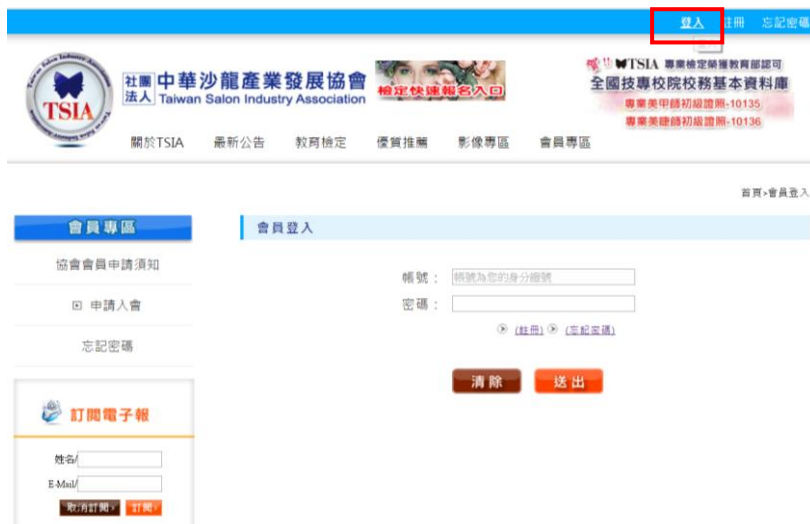 登入 註冊 忘記密碼
Taiwan Salon Industry Association
TSIA
社團法人 中華沙龍產業發展協會
Taiwan Salon Industry Association
檢定快速報名入口
TSIA 專業檢定榮獲教育部認可
全國技專校院校務基本資料庫
專業美甲師初級證照-10135
專業美睫師初級證照-10136
關於TSIA 最新公告 教育檢定 優質推薦 影像專區 會員專區
首頁>會員登入
會員專區
會員登入
協會會員申請須知
申請入會
忘記密碼
帳號：
帳號為您的身分證號
密碼：
(註冊) (忘記密碼)
清除 送出
訂閱電子報
姓名/
E-Mail/
取消訂閱 訂閱